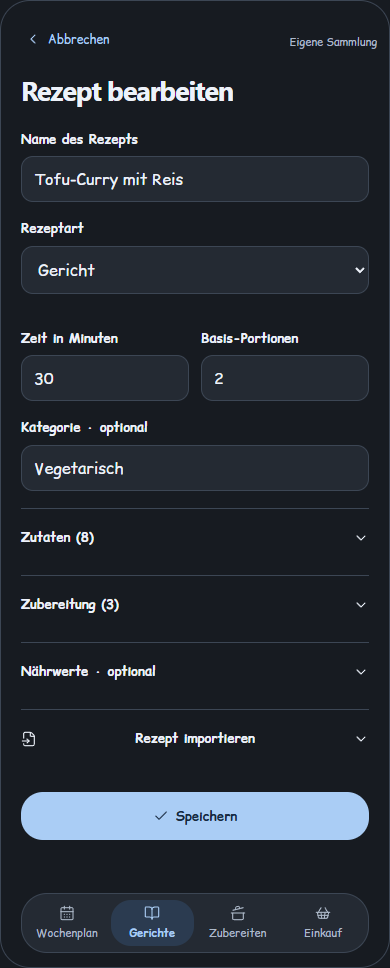 Abbrechen
Eigene Sammlung
Rezept bearbeiten
Name des Rezepts
Tofu-Curry mit Reis
Rezeptart
Gericht
Zeit in Minuten
Basis-Portionen
30
2
Kategorie · optional
Vegetarisch
Zutaten (8)
Zubereitung (3)
Nährwerte · optional
Rezept importieren
Speichern
Wochenplan
Gerichte
Zubereiten
Einkauf